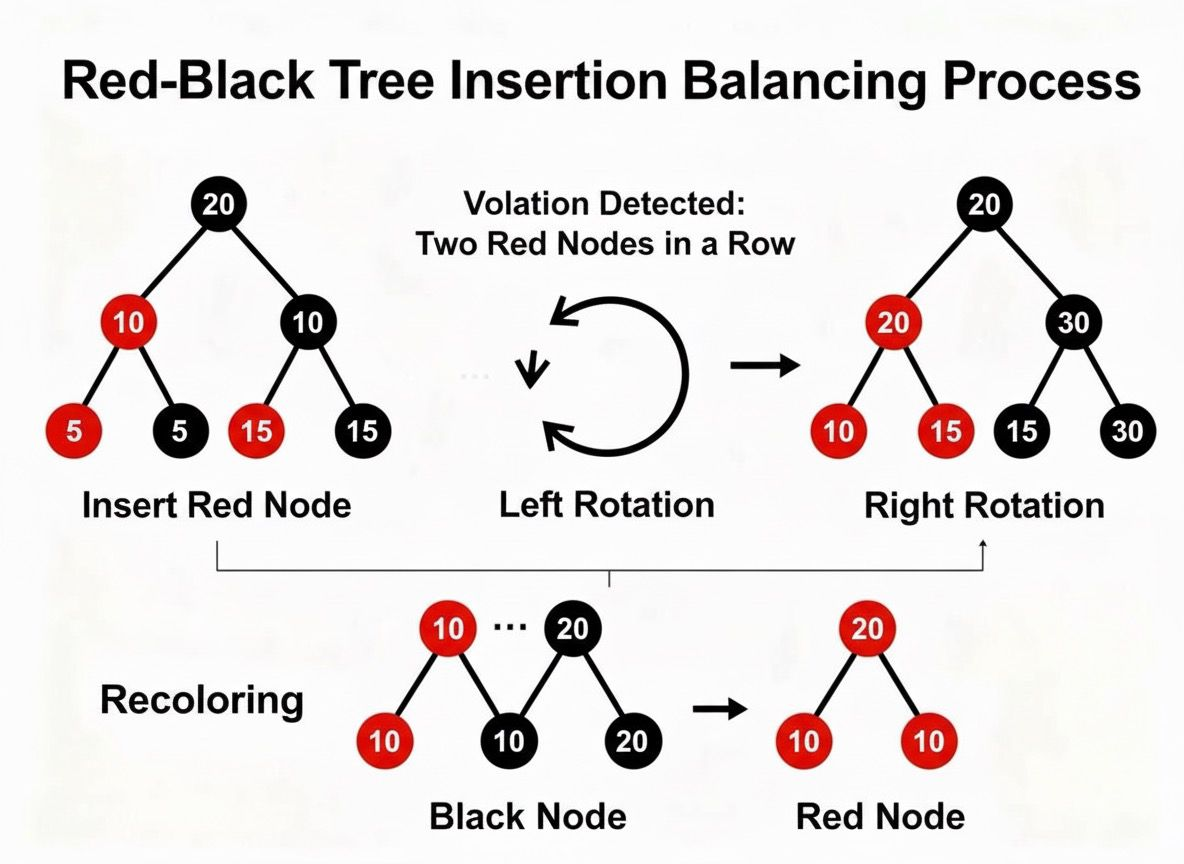 Red-Black Tree Insertion Balancing Process
20
10
10
5
5
15
15
Insert Red Node
Volation Detected:
Two Red Nodes in a Row
...
Left Rotation
20
20
30
10
15
15
30
Right Rotation
Recoloring
10 ... 20
10
10
20
Black Node
20
10
10
Red Node